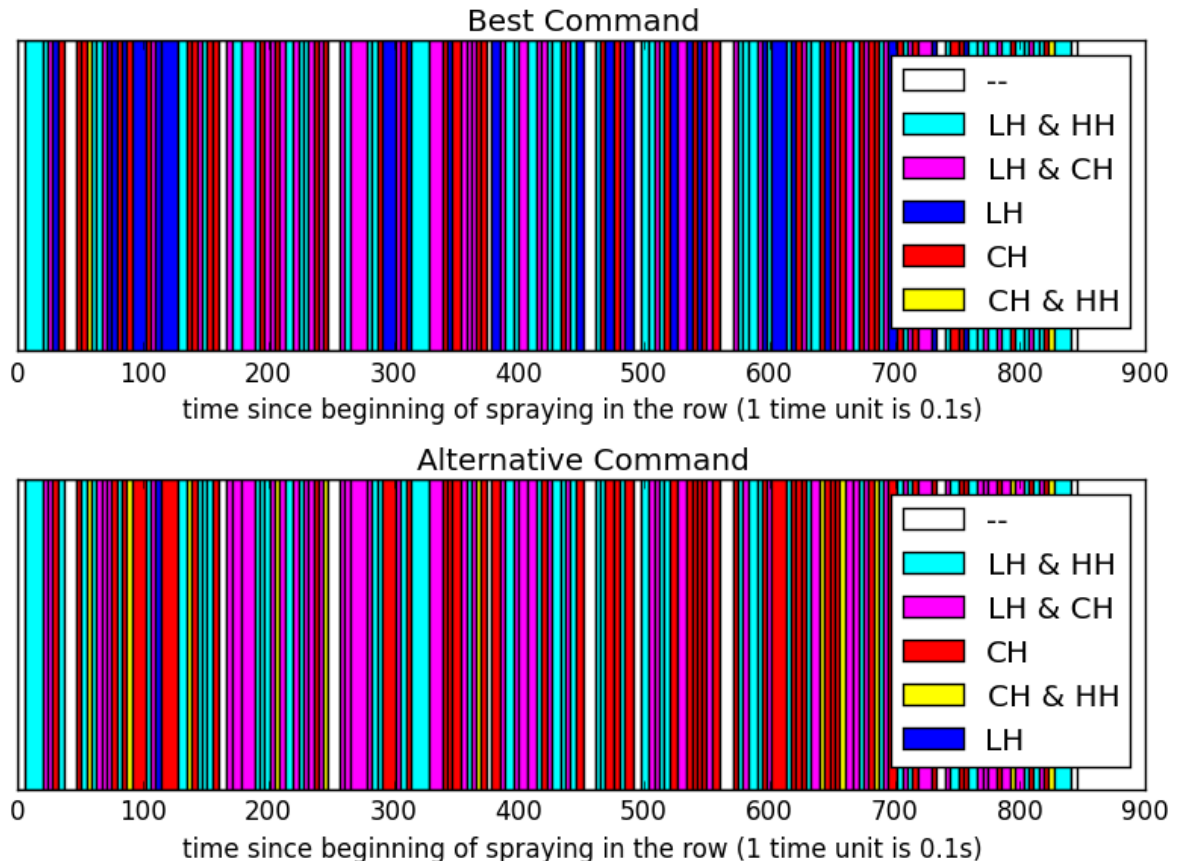 Best Command
--
LH & HH
LH & CH
LH
CH
CH & HH
0 100 200 300 400 500 600 700 800 900
time since beginning of spraying in the row (1 time unit is 0.1s)
Alternative Command
--
LH & HH
LH & CH
CH
CH & HH
LH
0 100 200 300 400 500 600 700 800 900
time since beginning of spraying in the row (1 time unit is 0.1s)